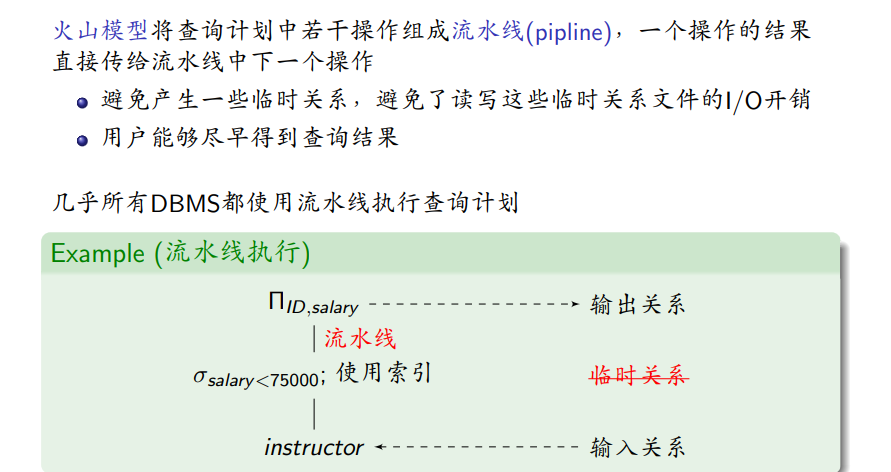 火山模型将查询计划中若干操作组成流水线(pipline)，一个操作的结果
直接传给流水线中下一个操作
避免产生一些临时关系，避免了读写这些临时关系文件的I/O开销
用户能够尽早得到查询结果
几乎所有DBMS都使用流水线执行查询计划
Example (流水线执行)
Π ID,salary 输出关系
流水线
σ salary<75000; 使用索引 临时关系
instructor 输入关系